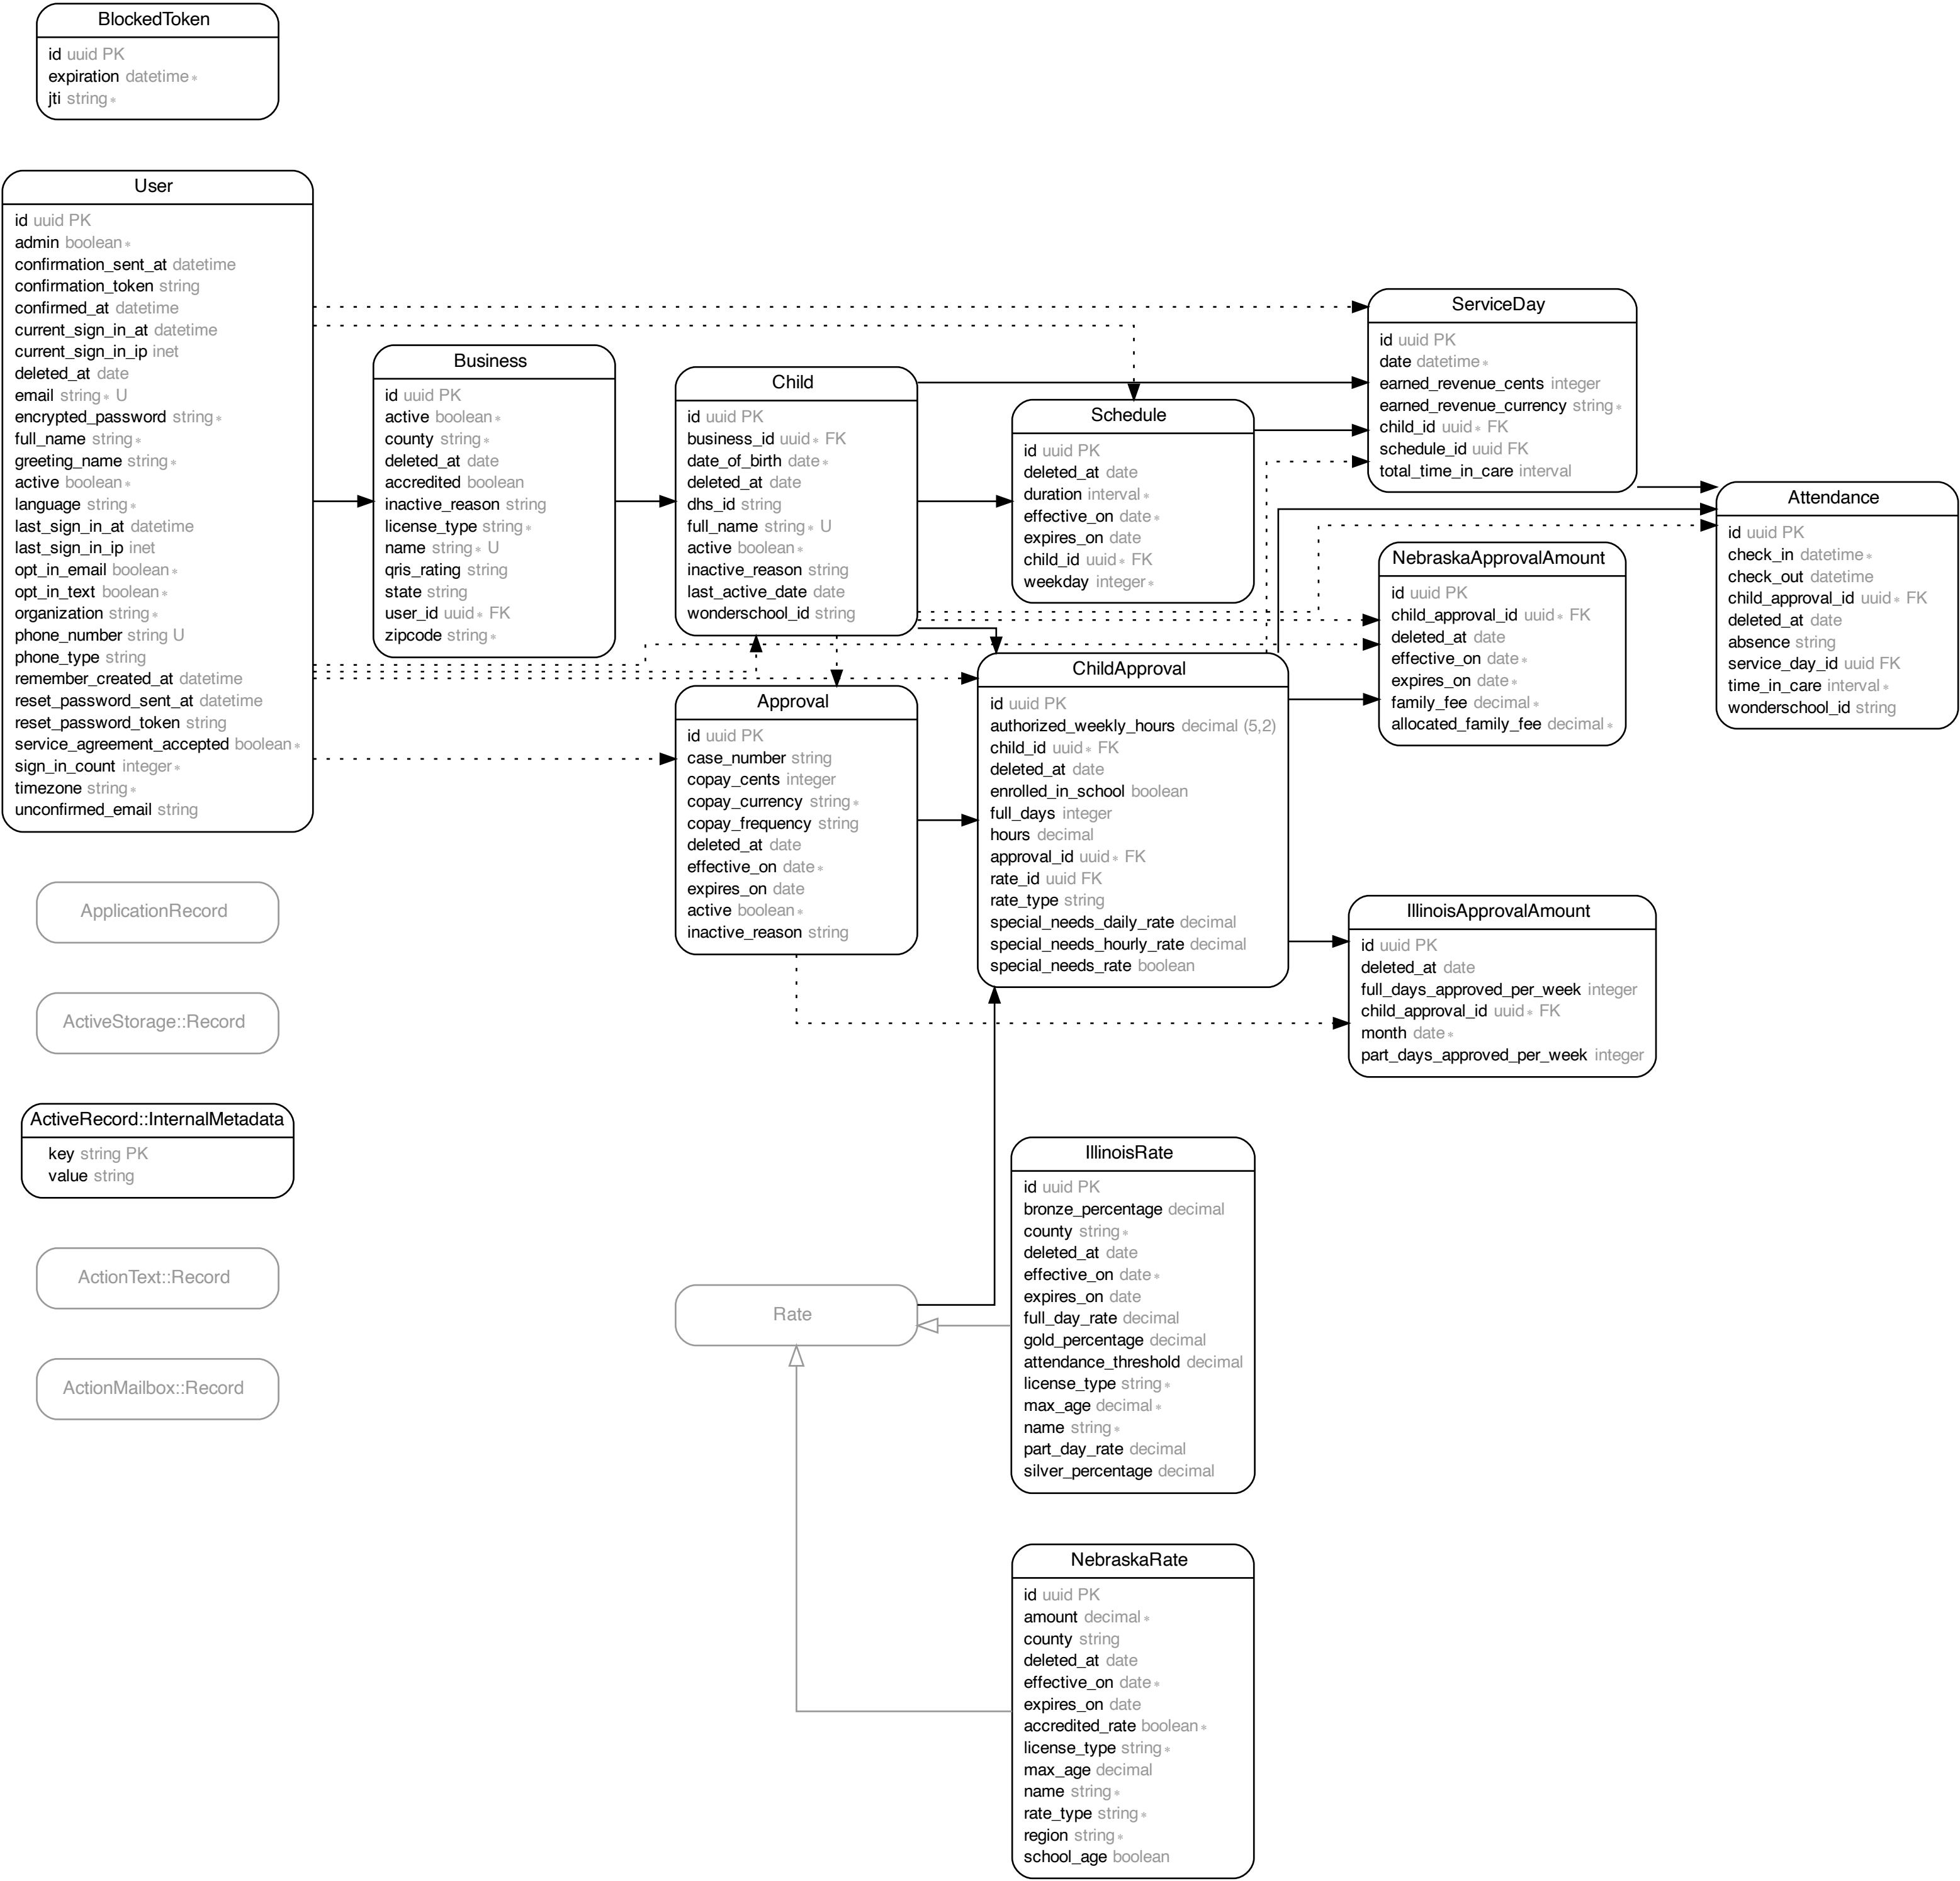 BlockedToken
id uuid PK
expiration datetime *
jti string *
User
id uuid PK
admin boolean *
confirmation_sent_at datetime
confirmation_token string
confirmed_at datetime
current_sign_in_at datetime
current_sign_in_ip inet
deleted_at date
email string * U
encrypted_password string *
full_name string *
greeting_name string *
active boolean *
language string *
last_sign_in_at datetime
last_sign_in_ip inet
opt_in_email boolean *
opt_in_text boolean *
organization string *
phone_number string U
phone_type string
remember_created_at datetime
reset_password_sent_at datetime
reset_password_token string
service_agreement_accepted boolean *
sign_in_count integer *
timezone string *
unconfirmed_email string
Business
id uuid PK
active boolean *
county string *
deleted_at date
accredited boolean
inactive_reason string
license_type string *
name string * U
qris_rating string
state string
user_id uuid * FK
zipcode string *
Child
id uuid PK
business_id uuid * FK
date_of_birth date *
deleted_at date
dhs_id string
full_name string * U
active boolean *
inactive_reason string
last_active_date date
wonderschool_id string
Schedule
id uuid PK
deleted_at date
duration interval *
effective_on date *
expires_on date
child_id uuid * FK
weekday integer *
ServiceDay
id uuid PK
date datetime *
earned_revenue_cents integer
earned_revenue_currency string *
child_id uuid * FK
schedule_id uuid FK
total_time_in_care interval
Attendance
id uuid PK
check_in datetime *
check_out datetime
child_approval_id uuid * FK
deleted_at date
absence string
service_day_id uuid FK
time_in_care interval *
wonderschool_id string
NebraskaApprovalAmount
id uuid PK
child_approval_id uuid * FK
deleted_at date
effective_on date *
expires_on date *
family_fee decimal *
allocated_family_fee decimal *
Approval
id uuid PK
case_number string
copay_cents integer
copay_currency string *
copay_frequency string
deleted_at date
effective_on date *
expires_on date
active boolean *
inactive_reason string
ChildApproval
id uuid PK
authorized_weekly_hours decimal (5,2)
child_id uuid * FK
deleted_at date
enrolled_in_school boolean
full_days integer
hours decimal
approval_id uuid * FK
rate_id uuid FK
rate_type string
special_needs_daily_rate decimal
special_needs_hourly_rate decimal
special_needs_rate boolean
IllinoisApprovalAmount
id uuid PK
deleted_at date
full_days_approved_per_week integer
child_approval_id uuid * FK
month date *
part_days_approved_per_week integer
ApplicationRecord
ActiveStorage::Record
ActiveRecord::InternalMetadata
key string PK
value string
ActionText::Record
ActionMailbox::Record
Rate
IllinoisRate
id uuid PK
bronze_percentage decimal
county string *
deleted_at date
effective_on date *
expires_on date
full_day_rate decimal
gold_percentage decimal
attendance_threshold decimal
license_type string *
max_age decimal *
name string *
part_day_rate decimal
silver_percentage decimal
NebraskaRate
id uuid PK
amount decimal *
county string
deleted_at date
effective_on date *
expires_on date
accredited_rate boolean *
license_type string *
max_age decimal
name string *
rate_type string *
region string *
school_age boolean